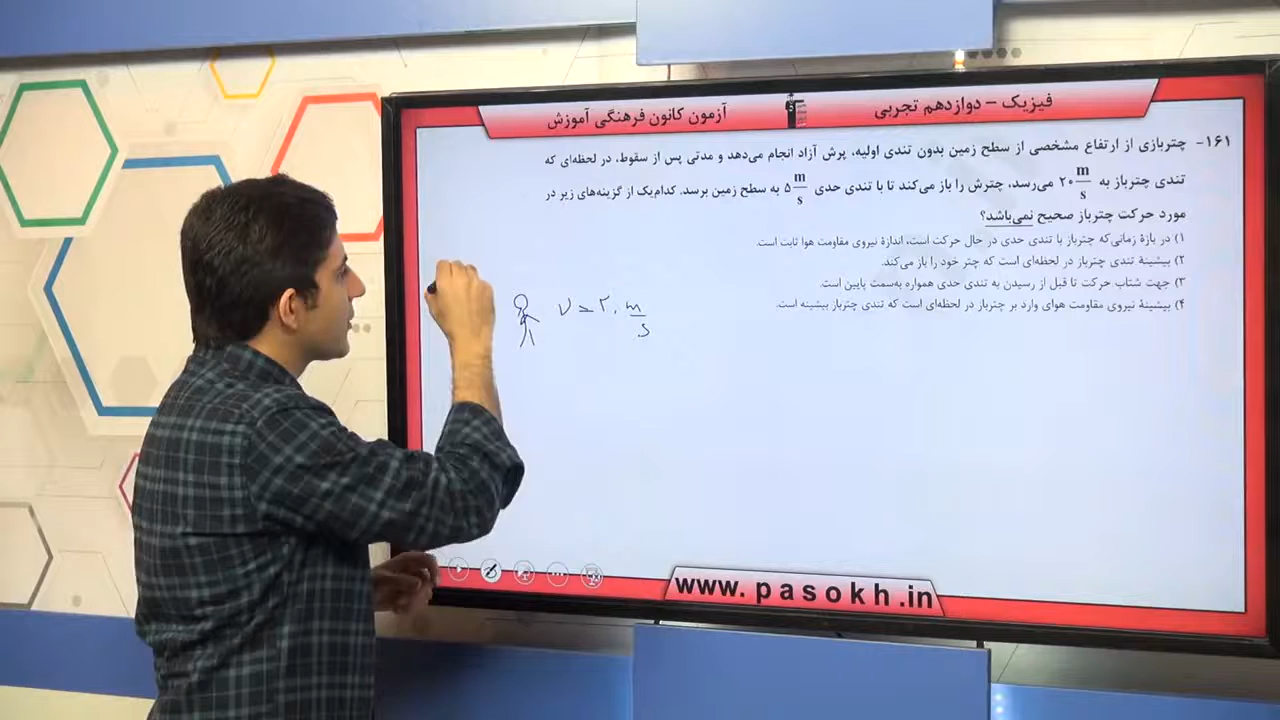 فیزیک – دوازدهم تجربی
آزمون کانون فرهنگی آموزش
۱۶۱- چتربازی از ارتفاع مشخصی از سطح زمین بدون تندی اولیه، پرش آزاد انجام می‌دهد و مدتی پس از سقوط، در لحظه‌ای که
تندی چترباز به ۲۰ m/s می‌رسد، چترش را باز می‌کند تا با تندی حدی ۵ m/s به سطح زمین برسد. کدام‌یک از گزینه‌های زیر در
مورد حرکت چترباز صحیح نمی‌باشد؟
۱) در بازهٔ زمانی‌که چترباز با تندی حدی در حال حرکت است، اندازهٔ نیروی مقاومت هوا ثابت است.
۲) بیشینهٔ تندی چترباز در لحظه‌ای است که چتر خود را باز می‌کند.
۳) جهت شتاب حرکت تا قبل از رسیدن به تندی حدی همواره به‌سمت پایین است.
۴) بیشینهٔ نیروی مقاومت هوای وارد بر چترباز در لحظه‌ای است که تندی چترباز بیشینه است.
v = ۲۰ m/s
www.pasokh.in